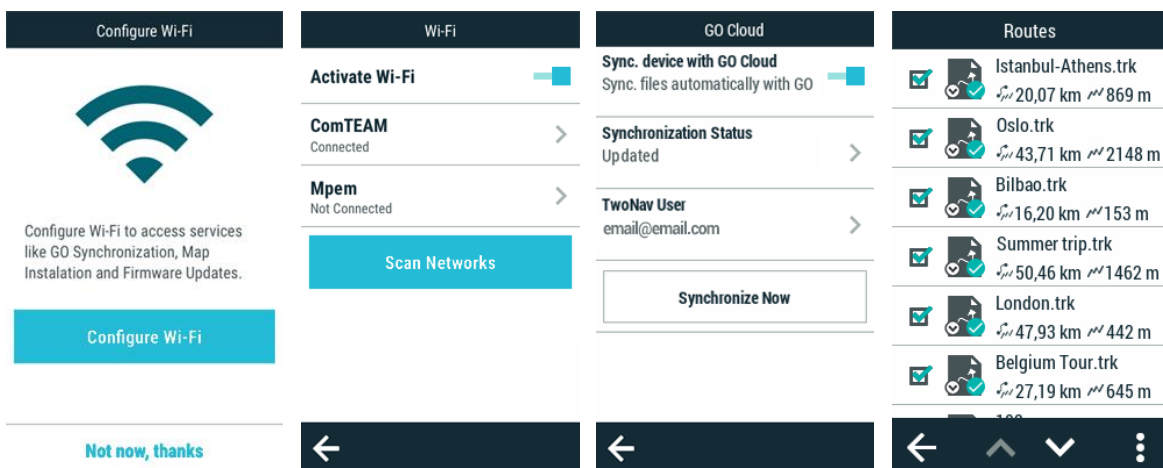 Configure Wi-Fi
Configure Wi-Fi to access services
like GO Synchronization, Map
Instalation and Firmware Updates.
Configure Wi-Fi
Not now, thanks
Wi-Fi
Activate Wi-Fi
ComTEAM
Connected
Mpem
Not Connected
Scan Networks
GO Cloud
Sync. device with GO Cloud
Sync. files automatically with GO
Synchronization Status
Updated
TwoNav User
email@email.com
Synchronize Now
Routes
Istanbul-Athens.trk
20,07 km 869 m
Oslo.trk
43,71 km 2148 m
Bilbao.trk
16,20 km 153 m
Summer trip.trk
50,46 km 1462 m
London.trk
47,93 km 442 m
Belgium Tour.trk
27,19 km 645 m